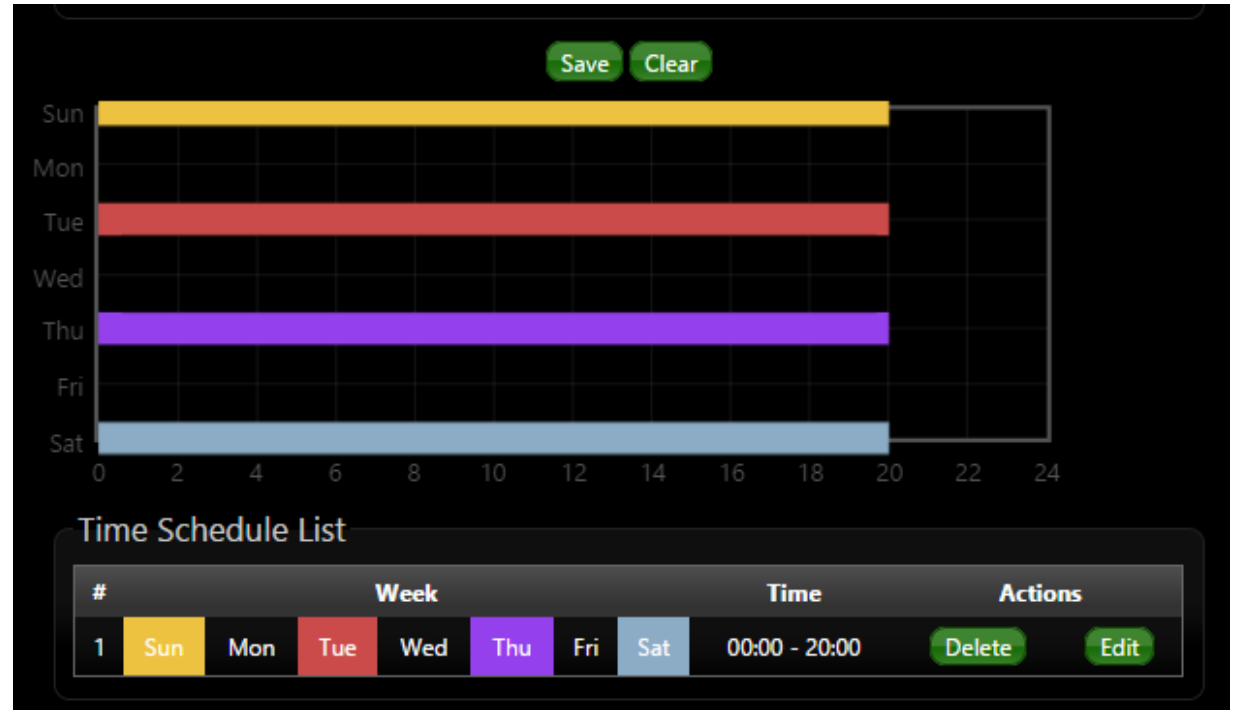 Save Clear
Sun
Mon
Tue
Wed
Thu
Fri
Sat
0 2 4 6 8 10 12 14 16 18 20 22 24
Time Schedule List
# Week Time Actions
1 Sun Mon Tue Wed Thu Fri Sat 00:00 - 20:00 Delete Edit